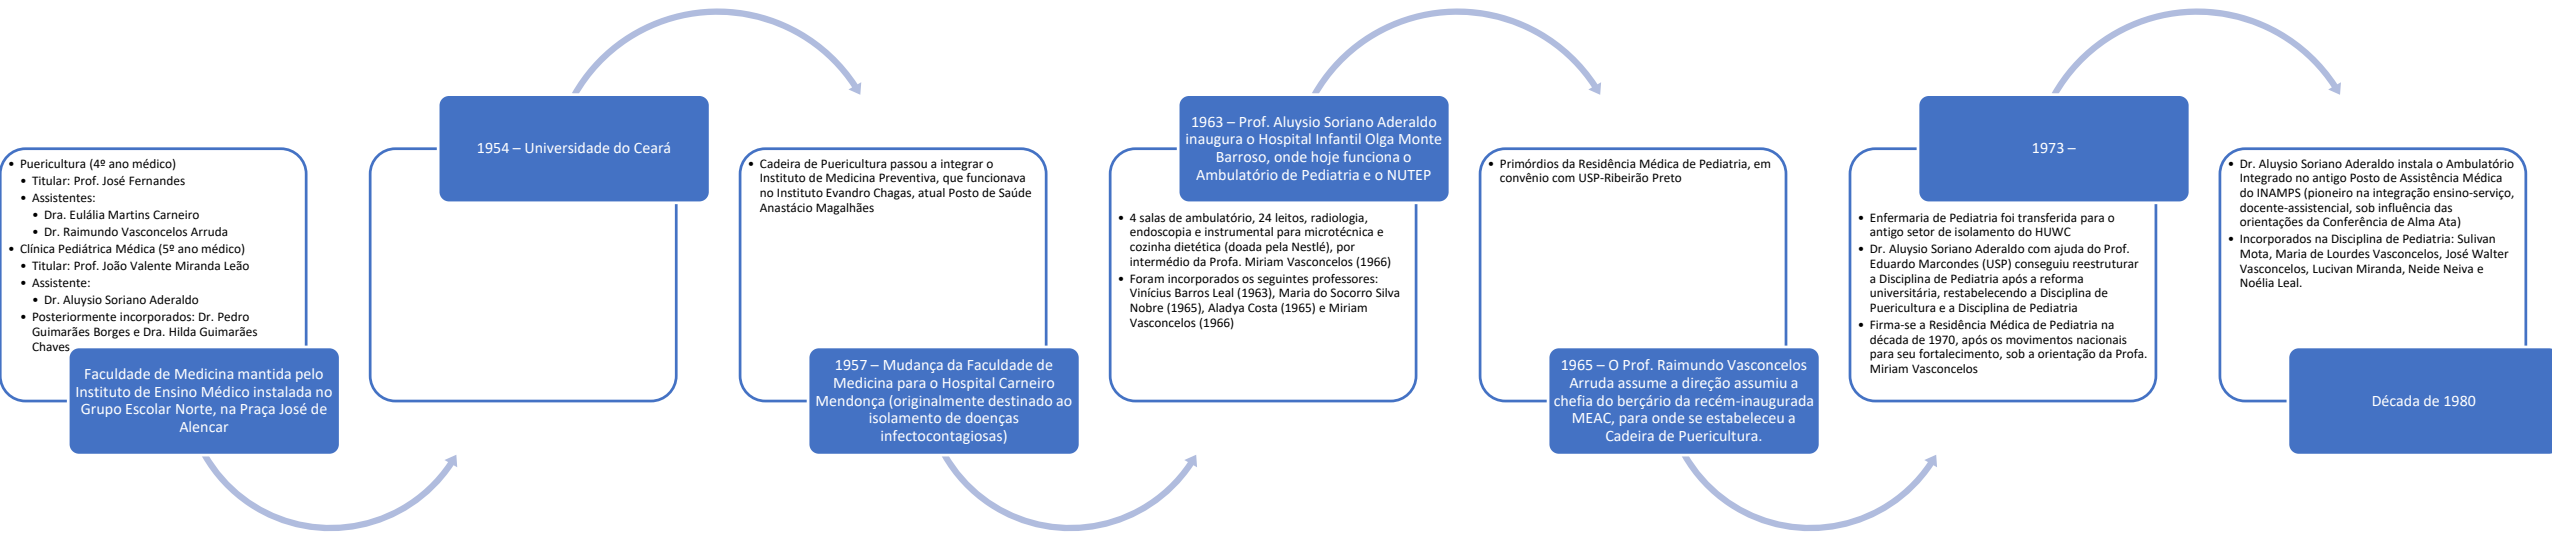 • Puericultura (4º ano médico)
• Titular: Prof. José Fernandes
• Assistentes:
• Dra. Eulália Martins Carneiro
• Dr. Raimundo Vasconcelos Arruda
• Clínica Pediátrica Médica (5º ano médico)
• Titular: Prof. João Valente Miranda Leão
• Assistente:
• Dr. Aluysio Soriano Aderaldo
• Posteriormente incorporados: Dr. Pedro
Guimarães Borges e Dra. Hilda Guimarães
Chaves
Faculdade de Medicina mantida pelo
Instituto de Ensino Médico instalada no
Grupo Escolar Norte, na Praça José de
Alencar
1954 – Universidade do Ceará
• Cadeira de Puericultura passou a integrar o
Instituto de Medicina Preventiva, que funcionava
no Instituto Evandro Chagas, atual Posto de Saúde
Anastácio Magalhães
1957 – Mudança da Faculdade de
Medicina para o Hospital Carneiro
Mendonça (originalmente destinado ao
isolamento de doenças
infectocontagiosas)
1963 – Prof. Aluysio Soriano Aderaldo
inaugura o Hospital Infantil Olga Monte
Barroso, onde hoje funciona o
Ambulatório de Pediatria e o NUTEP
• 4 salas de ambulatório, 24 leitos, radiologia,
endoscopia e instrumental para microtécnica e
cozinha dietética (doada pela Nestlé), por
intermédio da Profa. Miriam Vasconcelos (1966)
• Foram incorporados os seguintes professores:
Vinícius Barros Leal (1963), Maria do Socorro Silva
Nobre (1965), Aladya Costa (1965) e Miriam
Vasconcelos (1966)
• Primórdios da Residência Médica de Pediatria, em
convênio com USP-Ribeirão Preto
1965 – O Prof. Raimundo Vasconcelos
Arruda assume a direção assumiu a
chefia do berçário da recém-inaugurada
MEAC, para onde se estabeleceu a
Cadeira de Puericultura.
1973 –
• Enfermaria de Pediatria foi transferida para o
antigo setor de isolamento do HUWC
• Dr. Aluysio Soriano Aderaldo com ajuda do Prof.
Eduardo Marcondes (USP) conseguiu reestruturar
a Disciplina de Pediatria após a reforma
universitária, restabelecendo a Disciplina de
Puericultura e a Disciplina de Pediatria
• Firma-se a Residência Médica de Pediatria na
década de 1970, após os movimentos nacionais
para seu fortalecimento, sob a orientação da Profa.
Miriam Vasconcelos
• Dr. Aluysio Soriano Aderaldo instala o Ambulatório
Integrado no antigo Posto de Assistência Médica
do INAMPS (pioneiro na integração ensino-serviço,
docente-assistencial, sob influência das
orientações da Conferência de Alma Ata)
• Incorporados na Disciplina de Pediatria: Sulivan
Mota, Maria de Lourdes Vasconcelos, José Walter
Vasconcelos, Lucivan Miranda, Neide Neiva e
Noélia Leal.
Década de 1980